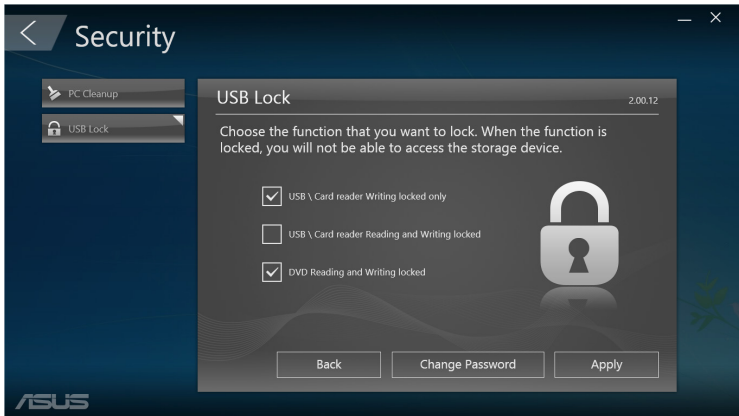 Security
PC Cleanup
USB Lock
USB Lock
2.00.12
Choose the function that you want to lock. When the function is
locked, you will not be able to access the storage device.
USB \ Card reader Writing locked only
USB \ Card reader Reading and Writing locked
DVD Reading and Writing locked
Back
Change Password
Apply
ASUS